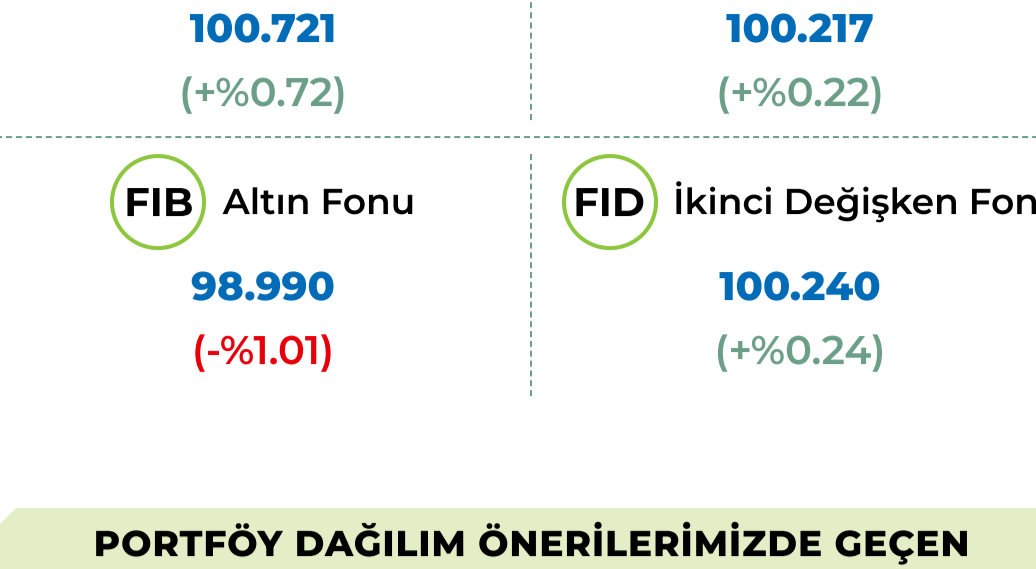 100.721 100.217
(+%0.72) (+%0.22)
FIB Altın Fonu FID İkinci Değişken Fon
98.990 100.240
(-%1.01) (+%0.24)
PORTFÖY DAĞILIM ÖNERİLERİMİZDE GEÇEN